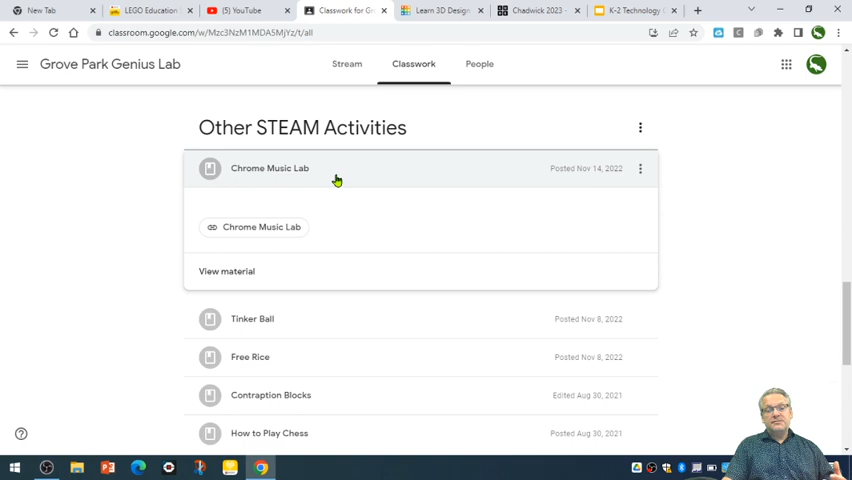 New Tab
LEGO Education
(5) YouTube
Classwork for Gr
Learn 3D Design
Chadwick 2023 -
K-2 Technology C
classroom.google.com/w/Mzc3NzM1MDA5MjYz/t/all
Grove Park Genius Lab
Stream
Classwork
People
Other STEAM Activities
Chrome Music Lab
Posted Nov 14, 2022
Chrome Music Lab
View material
Tinker Ball
Posted Nov 8, 2022
Free Rice
Posted Nov 8, 2022
Contraption Blocks
Edited Aug 30, 2021
How to Play Chess
Posted Aug 30, 2021